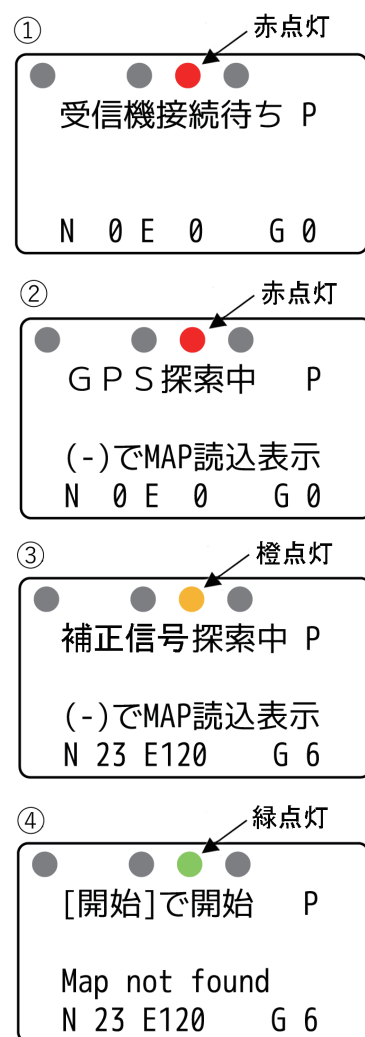 ①
赤点灯
受信機接続待ち P
N 0 E 0 G 0
②
赤点灯
ＧＰＳ探索中 P
(-)でMAP読込表示
N 0 E 0 G 0
③
橙点灯
補正信号探索中 P
(-)でMAP読込表示
N 23 E120 G 6
④
緑点灯
[開始]で開始 P
Map not found
N 23 E120 G 6